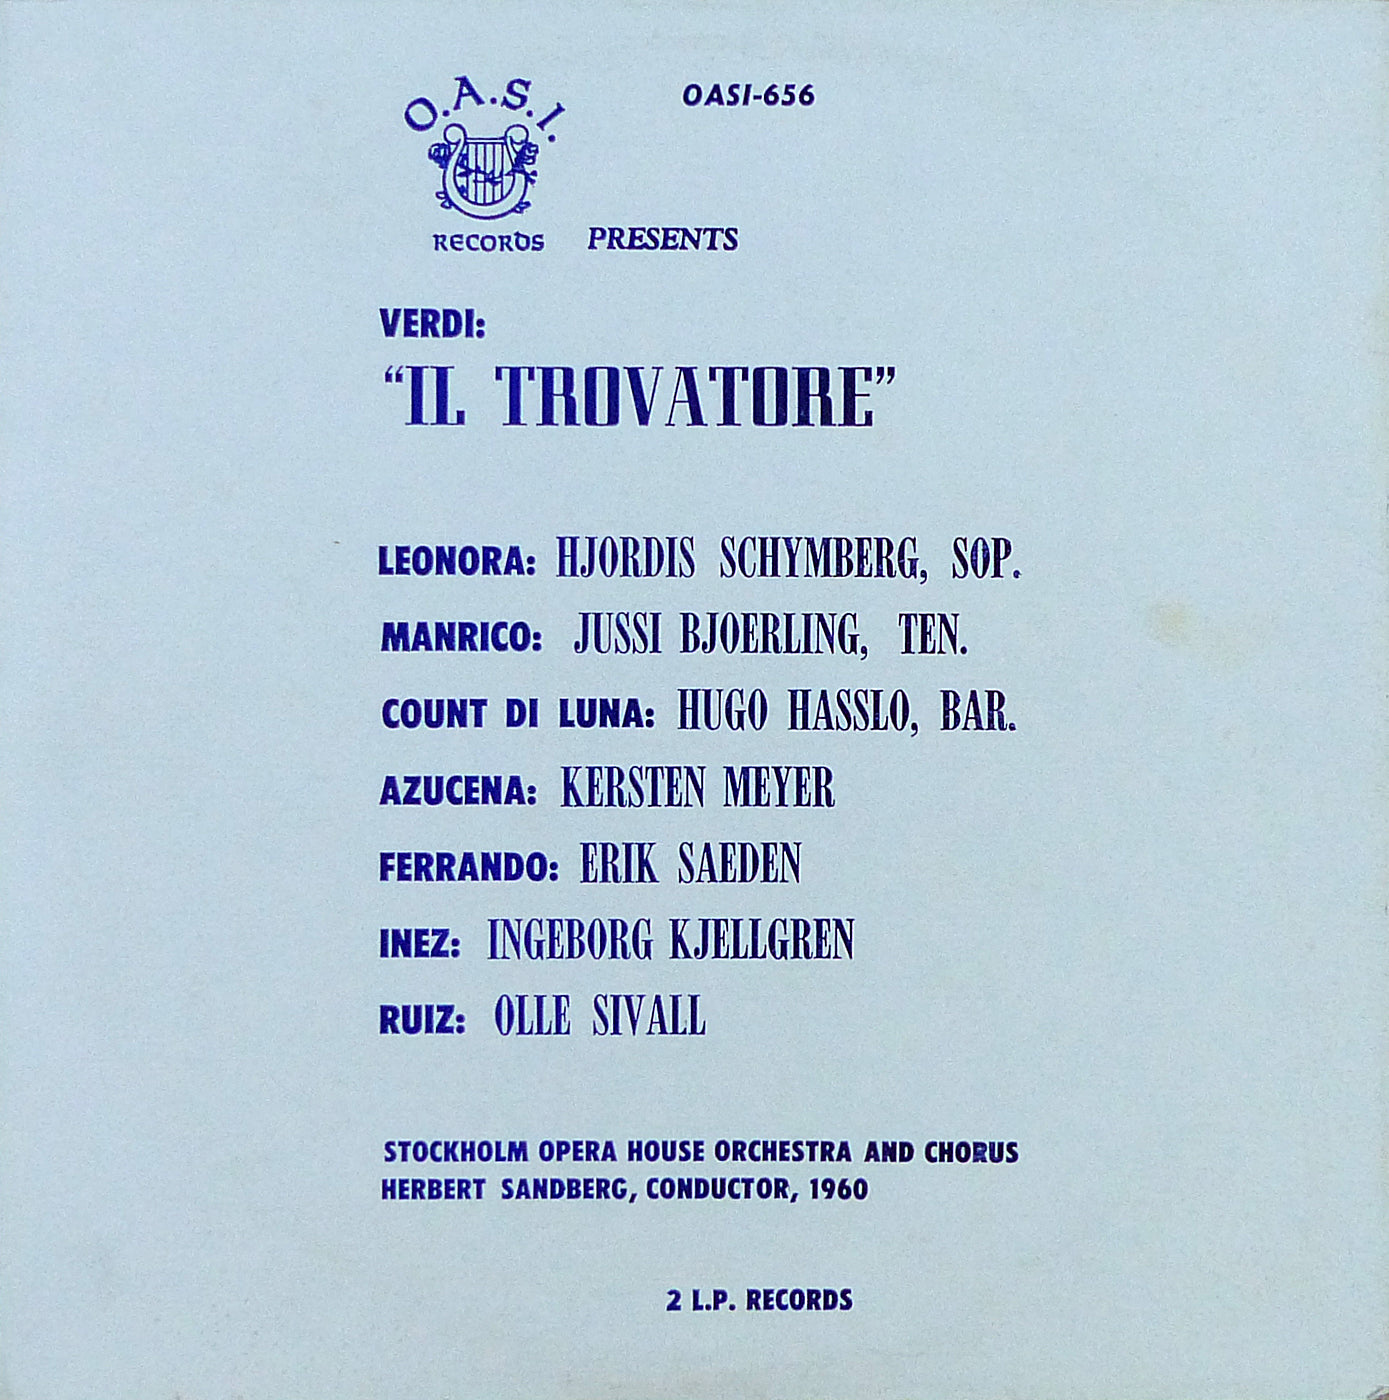 O.A.S.I.
OASI-656
RECORDS PRESENTS
VERDI:
“IL TROVATORE”
LEONORA: HJORDIS SCHYMBERG, SOP.
MANRICO: JUSSI BJOERLING, TEN.
COUNT DI LUNA: HUGO HASSLO, BAR.
AZUCENA: KERSTEN MEYER
FERRANDO: ERIK SAEDEN
INEZ: INGEBORG KJELLGREN
RUIZ: OLLE SIVALL
STOCKHOLM OPERA HOUSE ORCHESTRA AND CHORUS
HERBERT SANDBERG, CONDUCTOR, 1960
2 L.P. RECORDS